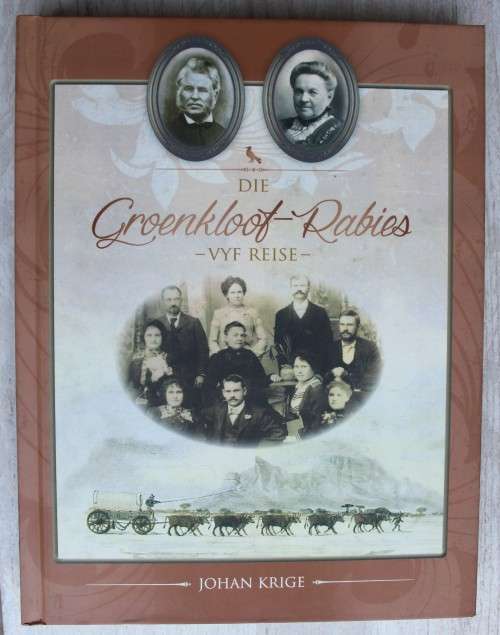 DIE
Groenkloof-Rabies
– VYF REISE –
JOHAN KRIGE